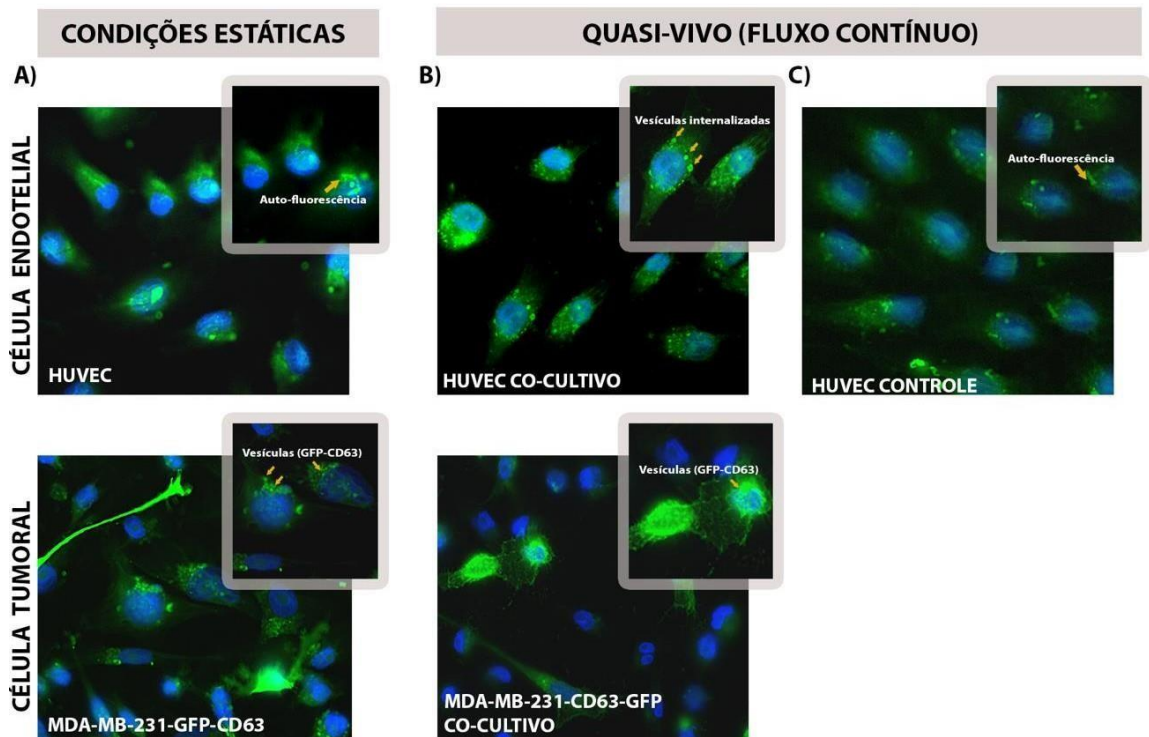 CONDIÇÕES ESTÁTICAS
QUASI-VIVO (FLUXO CONTÍNUO)
A)
B)
C)
CÉLULA ENDOTELIAL
Auto-fluorescência
HUVEC
Vesículas internalizadas
HUVEC CO-CULTIVO
Auto-fluorescência
HUVEC CONTROLE
CÉLULA TUMORAL
Vesículas (GFP-CD63)
MDA-MB-231-GFP-CD63
Vesículas (GFP-CD63)
MDA-MB-231-CD63-GFP
CO-CULTIVO